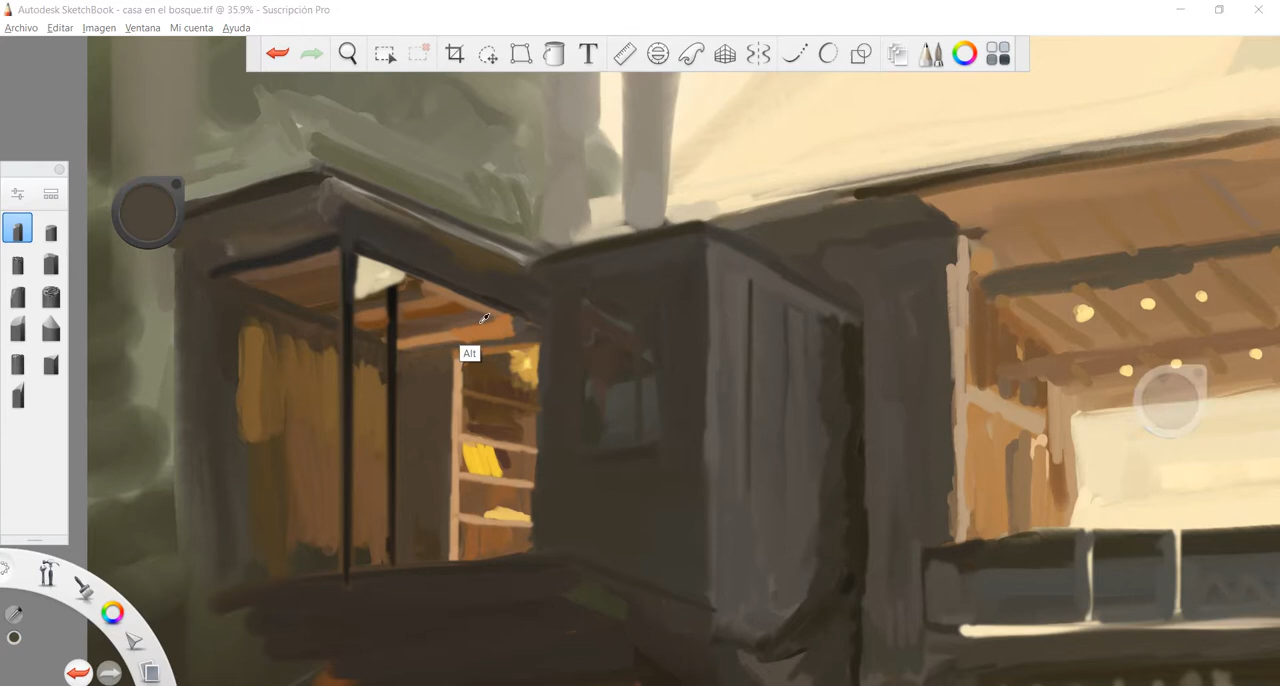 Autodesk SketchBook - casa en el bosque.tif @ 35.9% - Suscripción Pro
Archivo Editar Imagen Ventana Mi cuenta Ayuda
T
Alt